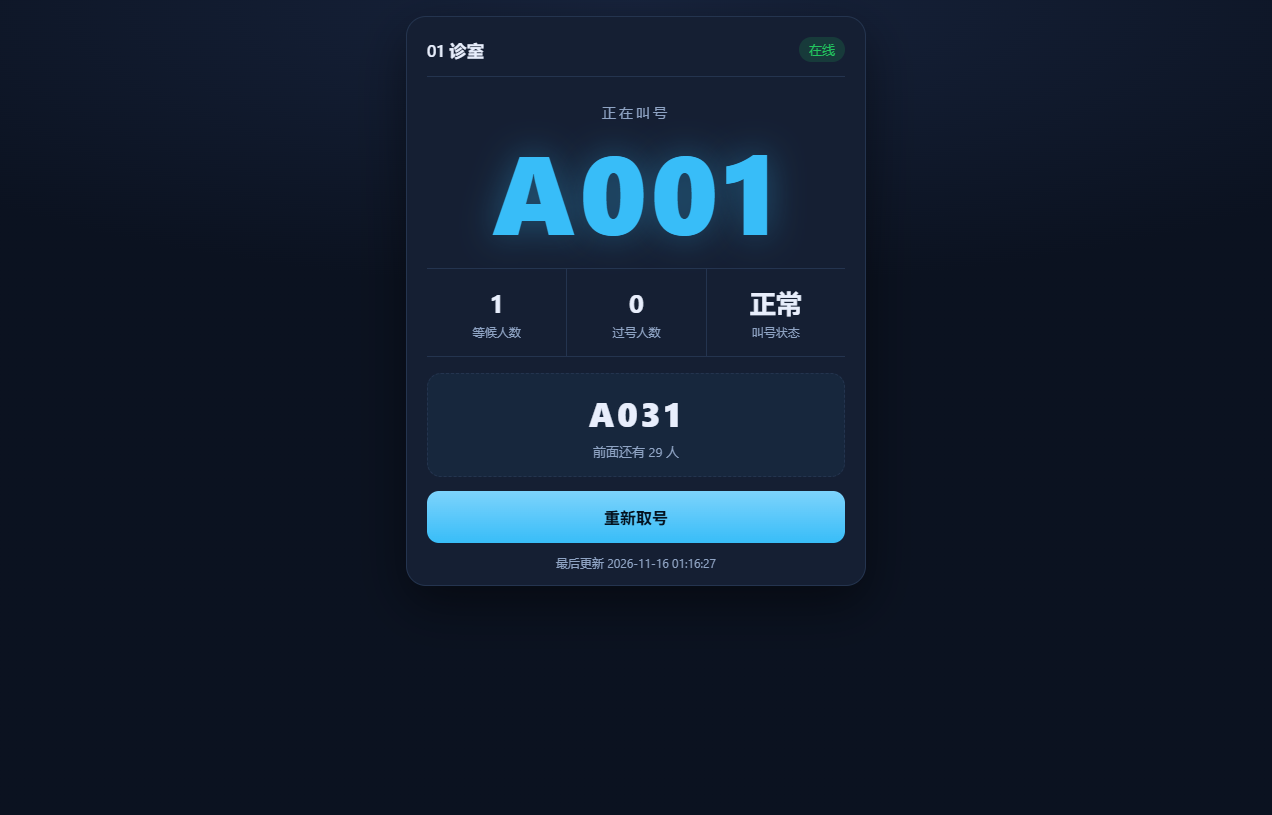 01 诊室
在线
正在叫号
A001
1
0
正常
等候人数
过号人数
叫号状态
A031
前面还有 29 人
重新取号
最后更新 2026-11-16 01:16:27